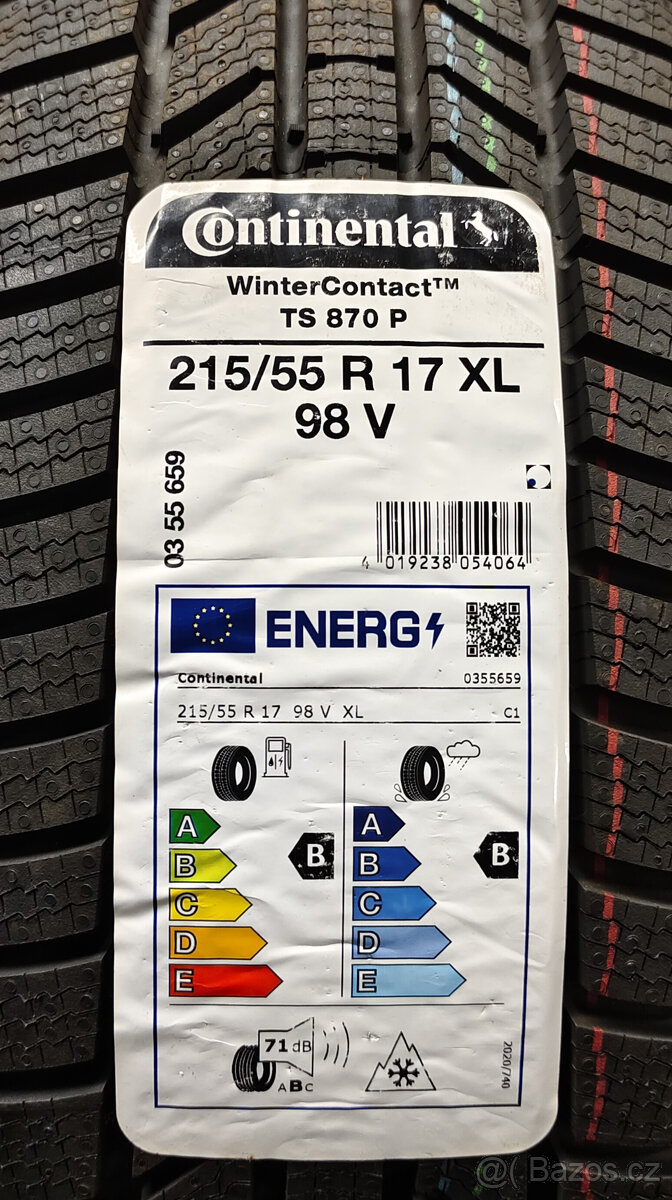 Continental
WinterContact™
TS 870 P
215/55 R 17 XL
98 V
03 55 659
4 019238 054064
ENERG
Continental 0355659
215/55 R 17 98 V XL C1
A A
B B B B
C C
D D
E E
71 dB
ABC
2020/740
@( Bazos.cz